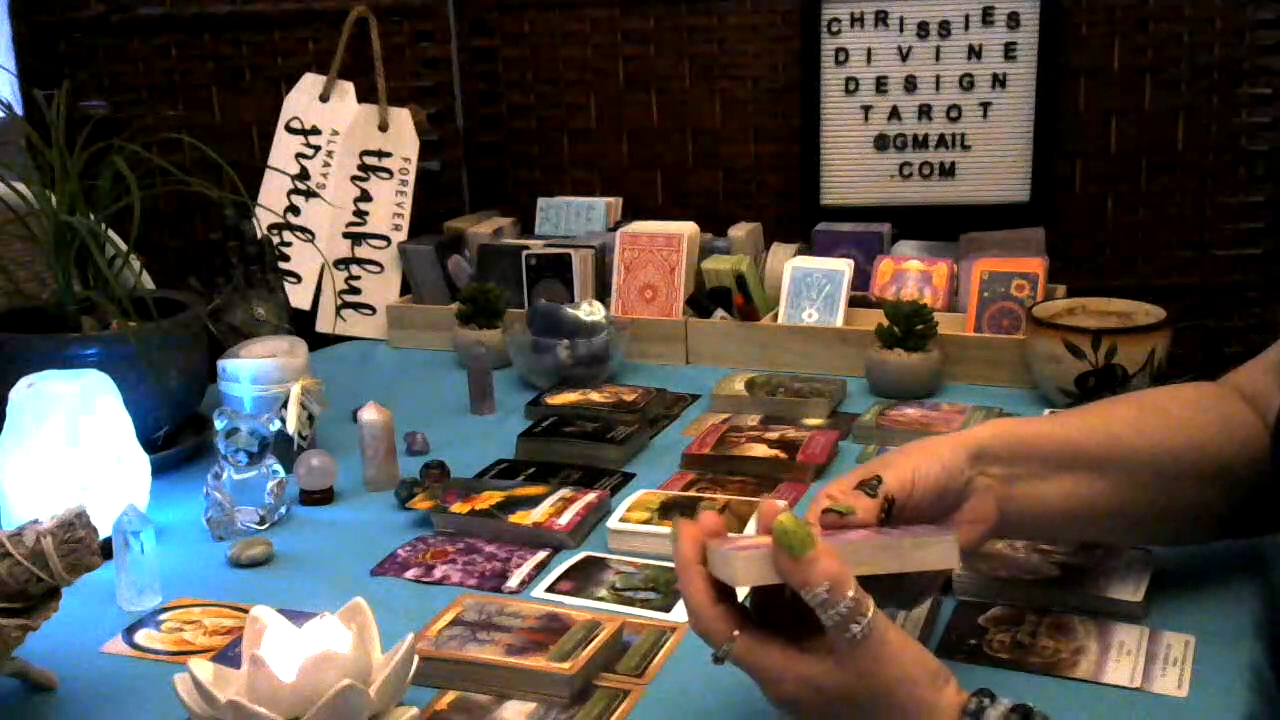 CHRISSIES
DIVINE
DESIGN
TAROT
@GMAIL
.COM
ALWAYS
grateful
FOREVER
thankful